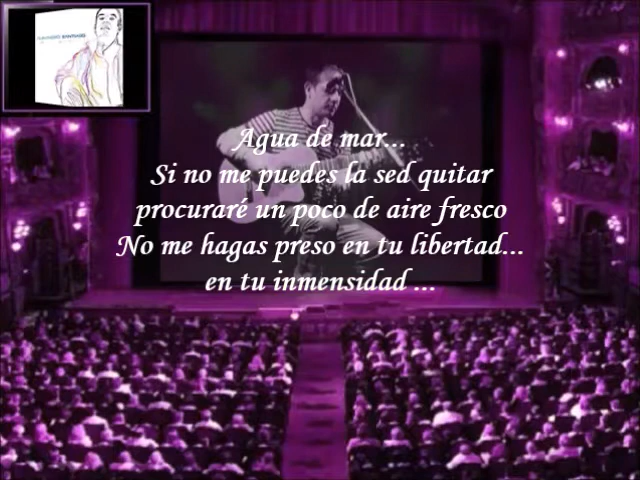 Agua de mar...
Si no me puedes la sed quitar
procuraré un poco de aire fresco
No me hagas preso en tu libertad...
en tu inmensidad ...